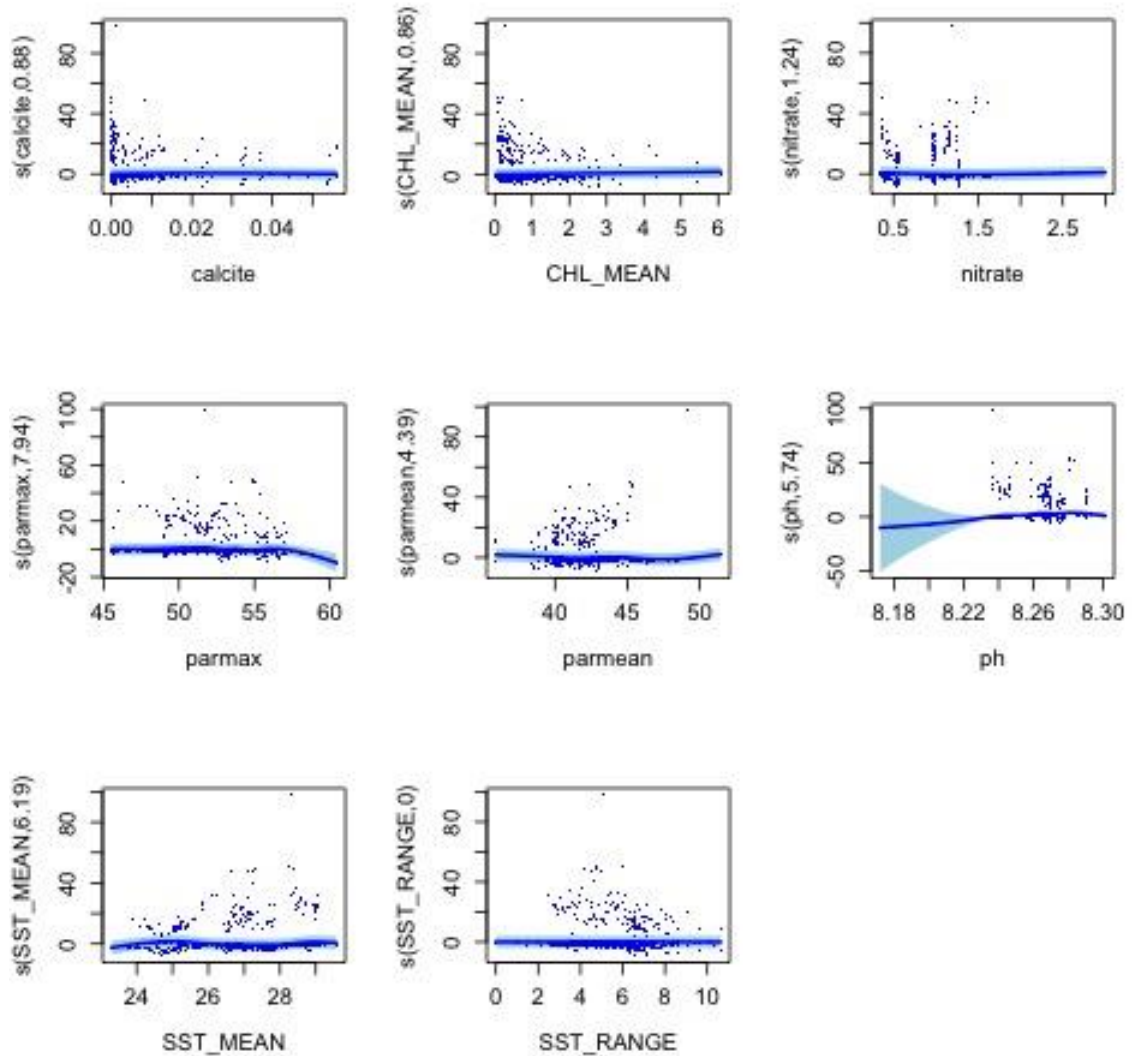 s(calcite,0.88)
80
40
0
0.00 0.02 0.04
calcite
s(CHL_MEAN,0.86)
80
40
0
0 1 2 3 4 5 6
CHL_MEAN
s(nitrate,1.24)
80
40
0
0.5 1.5 2.5
nitrate
s(parmax,7.94)
100
60
20
-20
45 50 55 60
parmax
s(parmean,4.39)
80
40
0
40 45 50
parmean
s(ph,5.74)
100
50
0
-50
8.18 8.22 8.26 8.30
ph
s(SST_MEAN,6.19)
80
40
0
24 26 28
SST_MEAN
s(SST_RANGE,0)
80
40
0
0 2 4 6 8 10
SST_RANGE